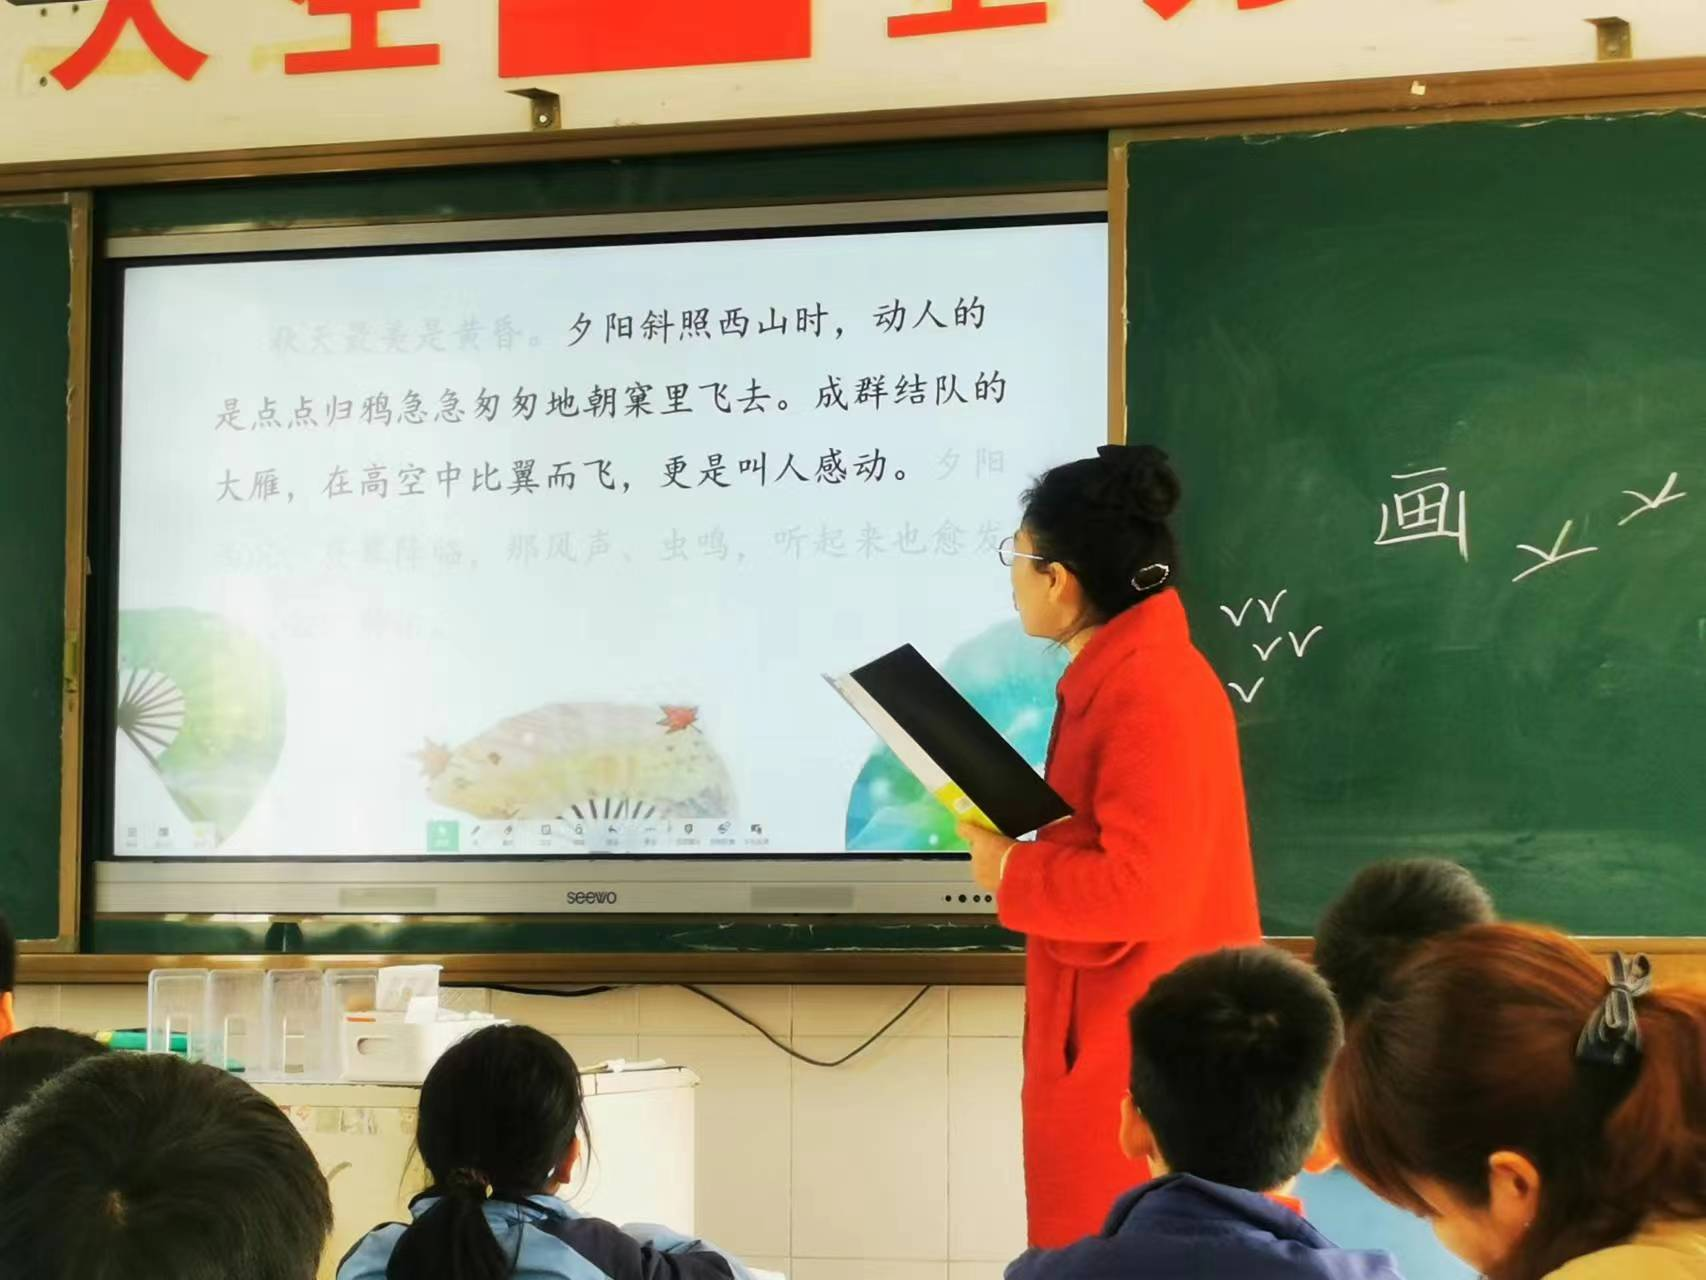 秋天最美是黄昏。夕阳斜照西山时，动人的
是点点归鸦急急匆匆地朝窠里飞去。成群结队的
大雁，在高空中比翼而飞，更是叫人感动。夕阳
那风声、虫鸣，听起来也愈发
seewo
画